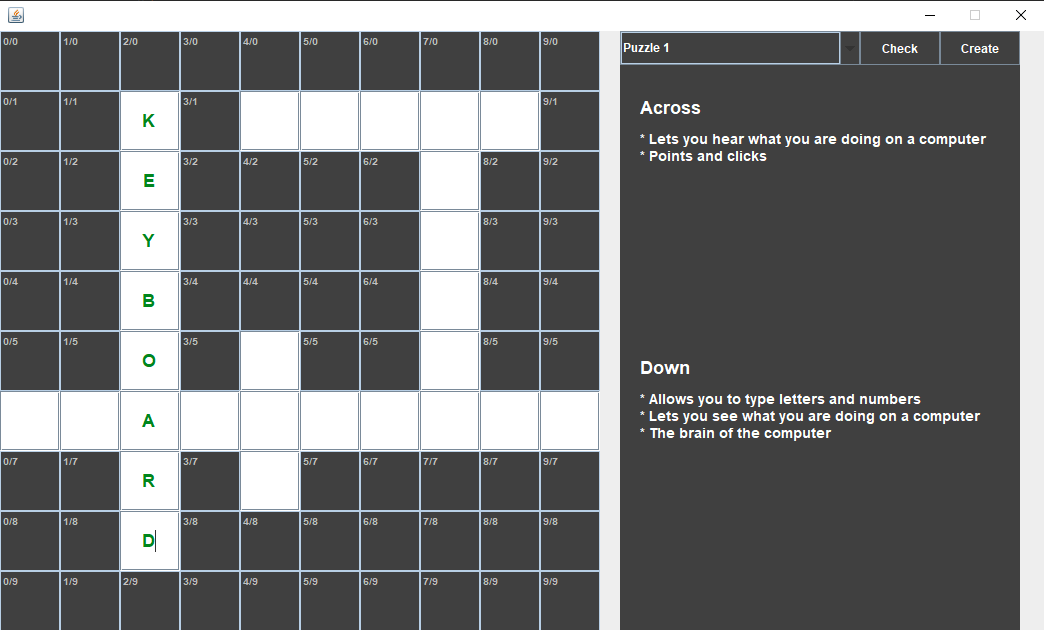 0/0 1/0 2/0 3/0 4/0 5/0 6/0 7/0 8/0 9/0
0/1 1/1 K 3/1 9/1
0/2 1/2 E 3/2 4/2 5/2 6/2 8/2 9/2
0/3 1/3 Y 3/3 4/3 5/3 6/3 8/3 9/3
0/4 1/4 B 3/4 4/4 5/4 6/4 8/4 9/4
0/5 1/5 O 3/5 5/5 6/5 8/5 9/5
A
0/7 1/7 R 3/7 5/7 6/7 7/7 8/7 9/7
0/8 1/8 D 3/8 4/8 5/8 6/8 7/8 8/8 9/8
0/9 1/9 2/9 3/9 4/9 5/9 6/9 7/9 8/9 9/9
Puzzle 1 Check Create
Across
* Lets you hear what you are doing on a computer
* Points and clicks
Down
* Allows you to type letters and numbers
* Lets you see what you are doing on a computer
* The brain of the computer